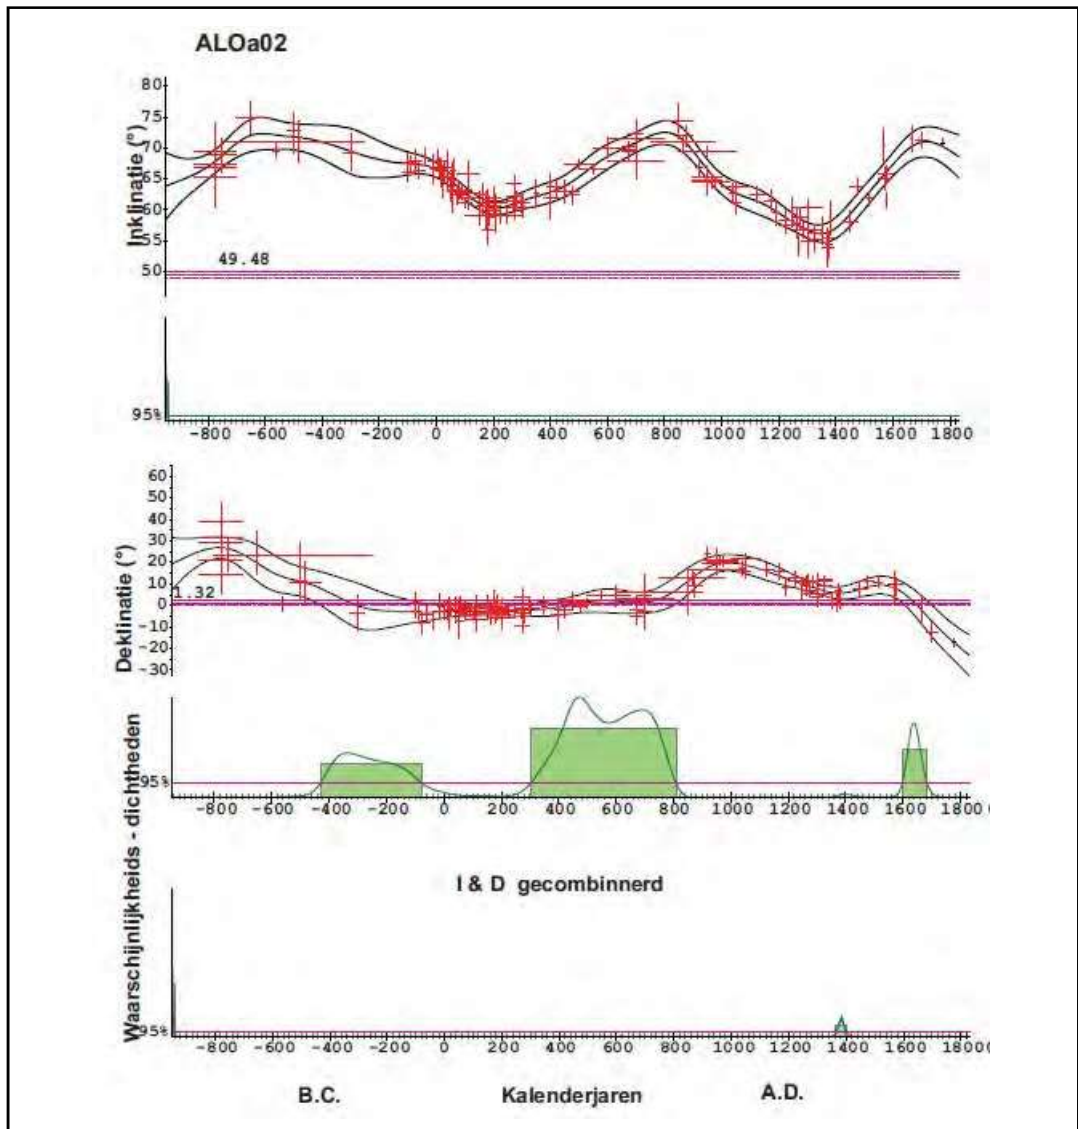 ALOa02
Inklinatie (°)
80
75
70
65
60
55
50
49.48
95%
-800 -600 -400 -200 0 200 400 600 800 1000 1200 1400 1600 1800
Deklinatie (°)
60
50
40
30
20
10
0
-10
-20
-30
1.32
Waarschijnlijkheids - dichtheden
95%
-800 -600 -400 -200 0 200 400 600 800 1000 1200 1400 1600 1800
I & D gecombinnerd
95%
-800 -600 -400 -200 0 200 400 600 800 1000 1200 1400 1600 1800
B.C. Kalenderjaren A.D.